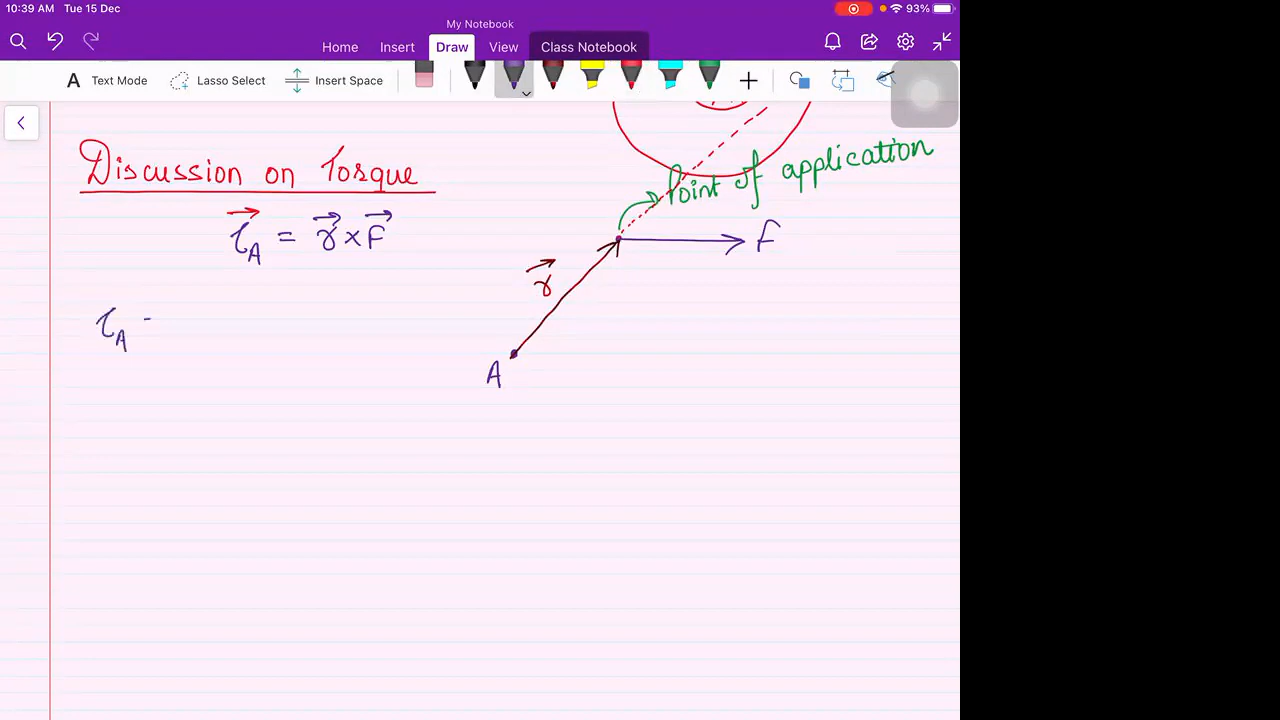 10:39 AM Tue 15 Dec 93%
My Notebook
Home Insert Draw View Class Notebook
A Text Mode Lasso Select Insert Space
Discussion on Torque
Point of application
τ⃗_A = r⃗ × F⃗
F
r⃗
τ_A -
A